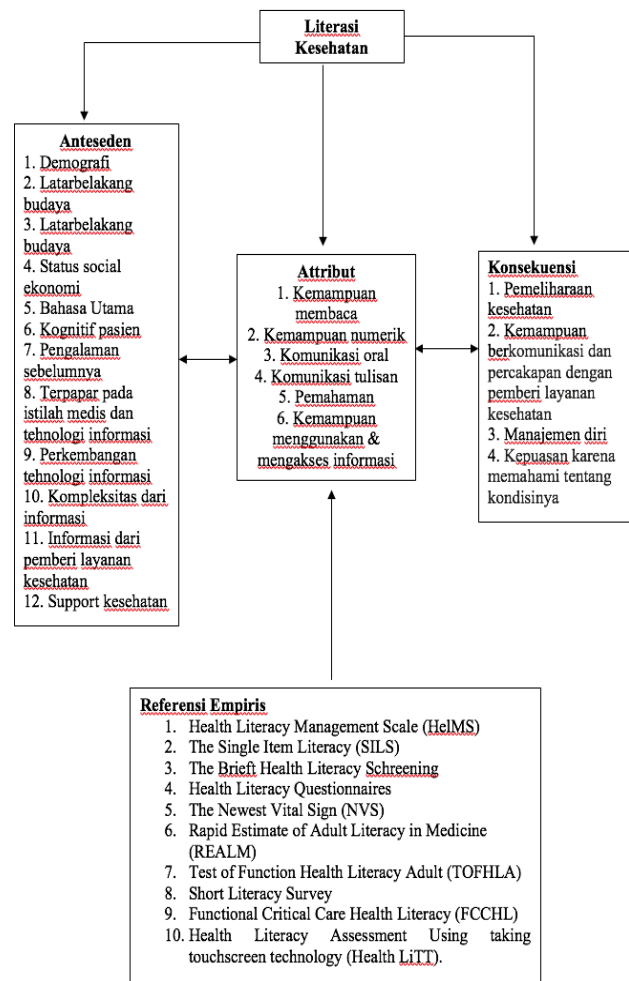 Literasi
Kesehatan
Anteseden
1. Demografi
2. Latarbelakang
budaya
3. Latarbelakang
budaya
4. Status social
ekonomi
5. Bahasa Utama
6. Kognitif pasien
7. Pengalaman
sebelumnya
8. Terpapar pada
istilah medis dan
tehnologi informasi
9. Perkembangan
tehnologi informasi
10. Kompleksitas dari
informasi
11. Informasi dari
pemberi layanan
kesehatan
12. Support kesehatan
Attribut
1. Kemampuan
membaca
2. Kemampuan numerik
3. Komunikasi oral
4. Komunikasi tulisan
5. Pemahaman
6. Kemampuan
menggunakan &
mengakses informasi
Konsekuensi
1. Pemeliharaan
kesehatan
2. Kemampuan
berkomunikasi dan
percakapan dengan
pemberi layanan
kesehatan
3. Manajemen diri
4. Kepuasan karena
memahami tentang
kondisinya
Referensi Empiris
1. Health Literacy Management Scale (HelMS)
2. The Single Item Literacy (SILS)
3. The Brieft Health Literacy Schreening
4. Health Literacy Questionnaires
5. The Newest Vital Sign (NVS)
6. Rapid Estimate of Adult Literacy in Medicine
(REALM)
7. Test of Function Health Literacy Adult (TOFHLA)
8. Short Literacy Survey
9. Functional Critical Care Health Literacy (FCCHL)
10. Health Literacy Assessment Using taking
touchscreen technology (Health LiTT).